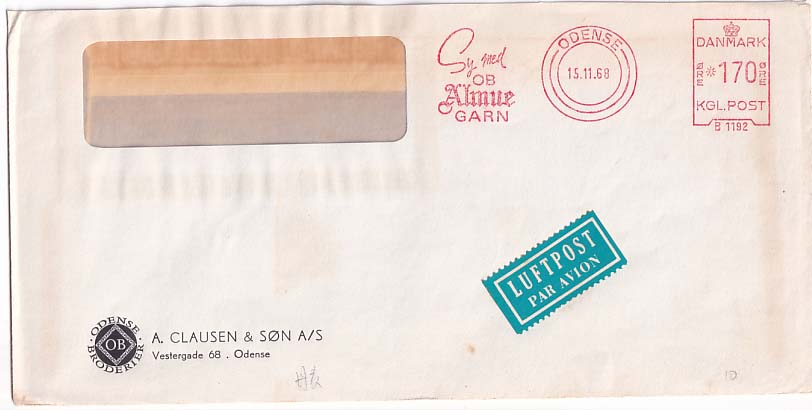 Sy med
OB
Almue
GARN
ODENSE
15.11.68
DANMARK
ØRE *170 ØRE
KGL. POST
B 1192
LUFTPOST
PAR AVION
ODENSE
OB
BRODERIER
A. CLAUSEN & SØN A/S
Vestergade 68 . Odense